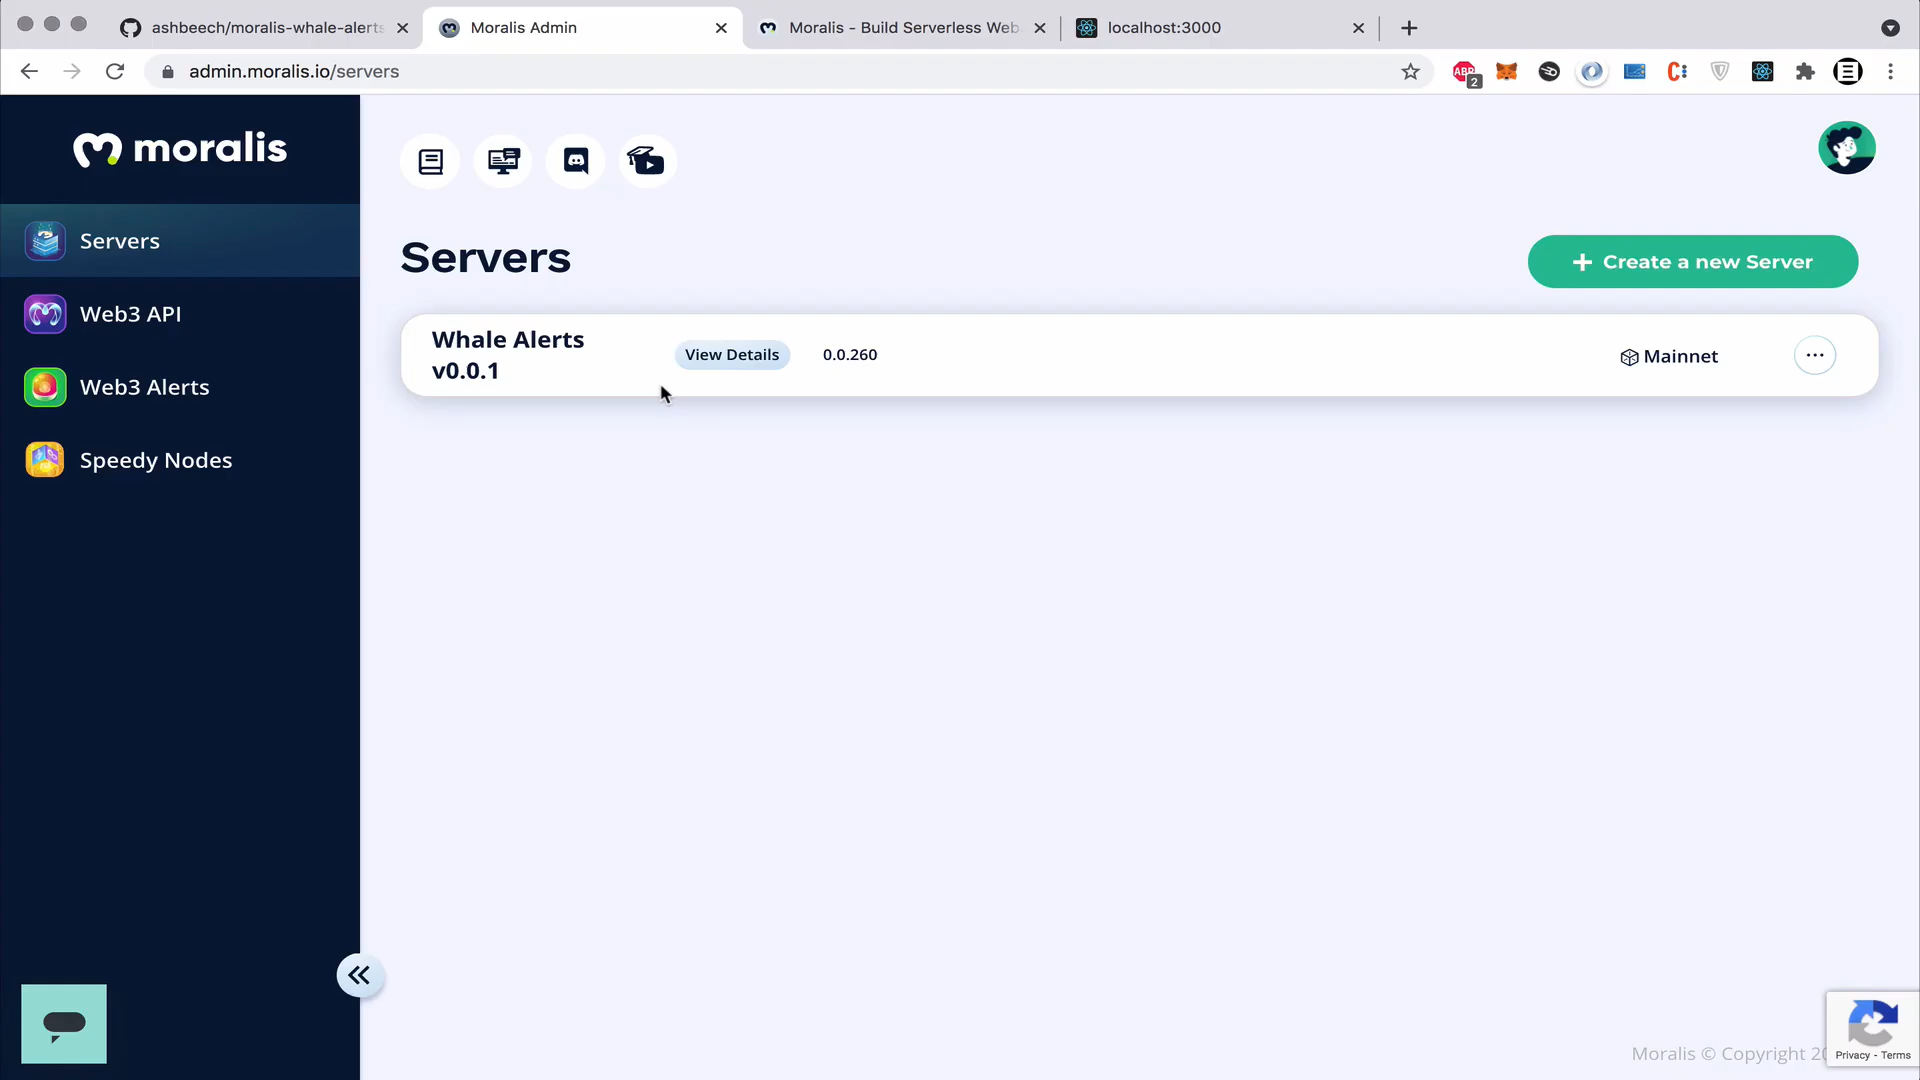 ashbeech/moralis-whale-alerts
Moralis Admin
Moralis - Build Serverless Web
localhost:3000
admin.moralis.io/servers
ABP
2
moralis
Servers
Web3 API
Web3 Alerts
Speedy Nodes
Servers
+ Create a new Server
Whale Alerts
v0.0.1
View Details
0.0.260
Mainnet
Moralis © Copyright
Privacy - Terms